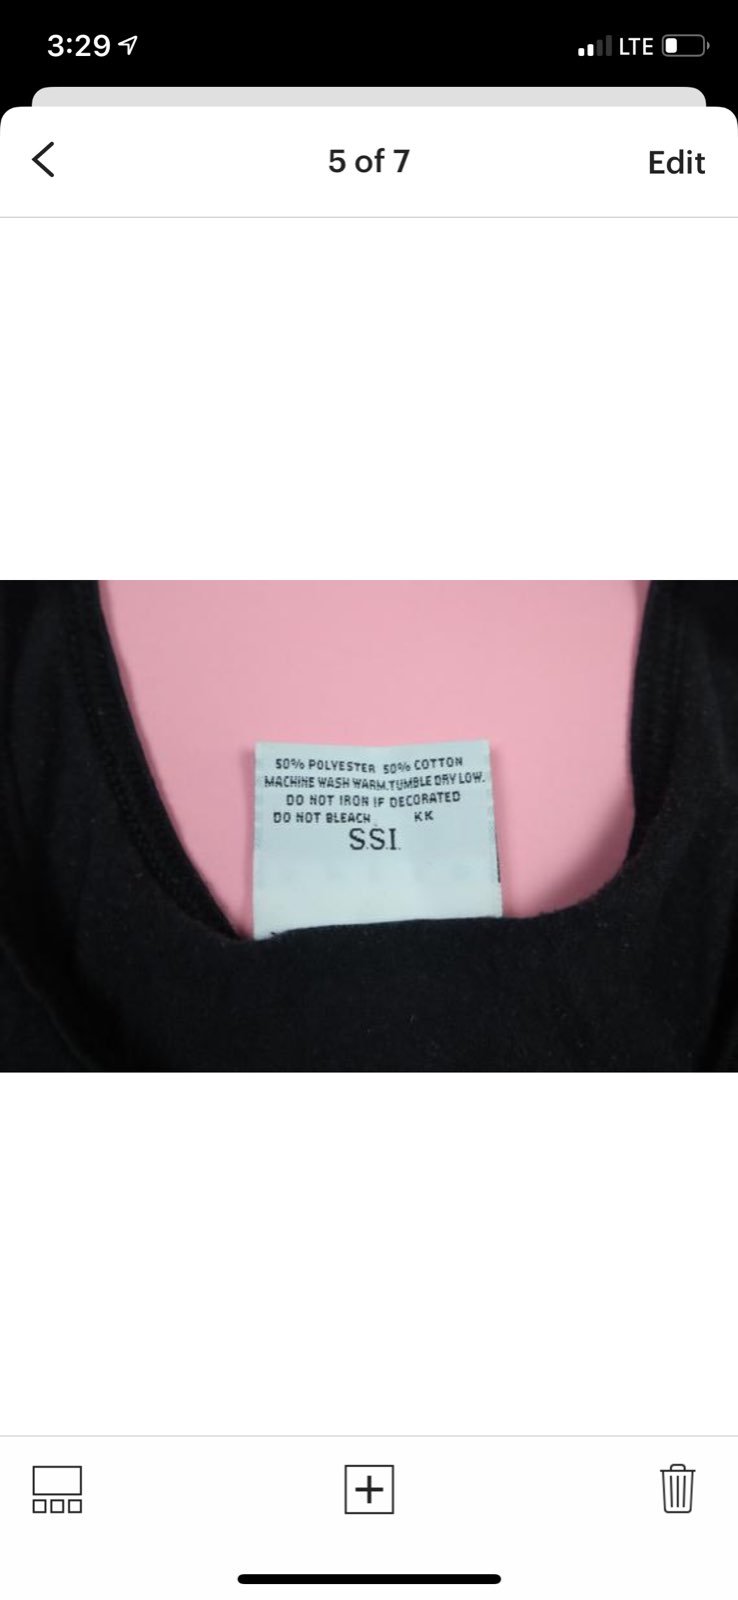 3:29
LTE
5 of 7
Edit
50% POLYESTER 50% COTTON
MACHINE WASH WARM.TUMBLE DRY LOW.
DO NOT IRON IF DECORATED
DO NOT BLEACH. KK
S.S.I.